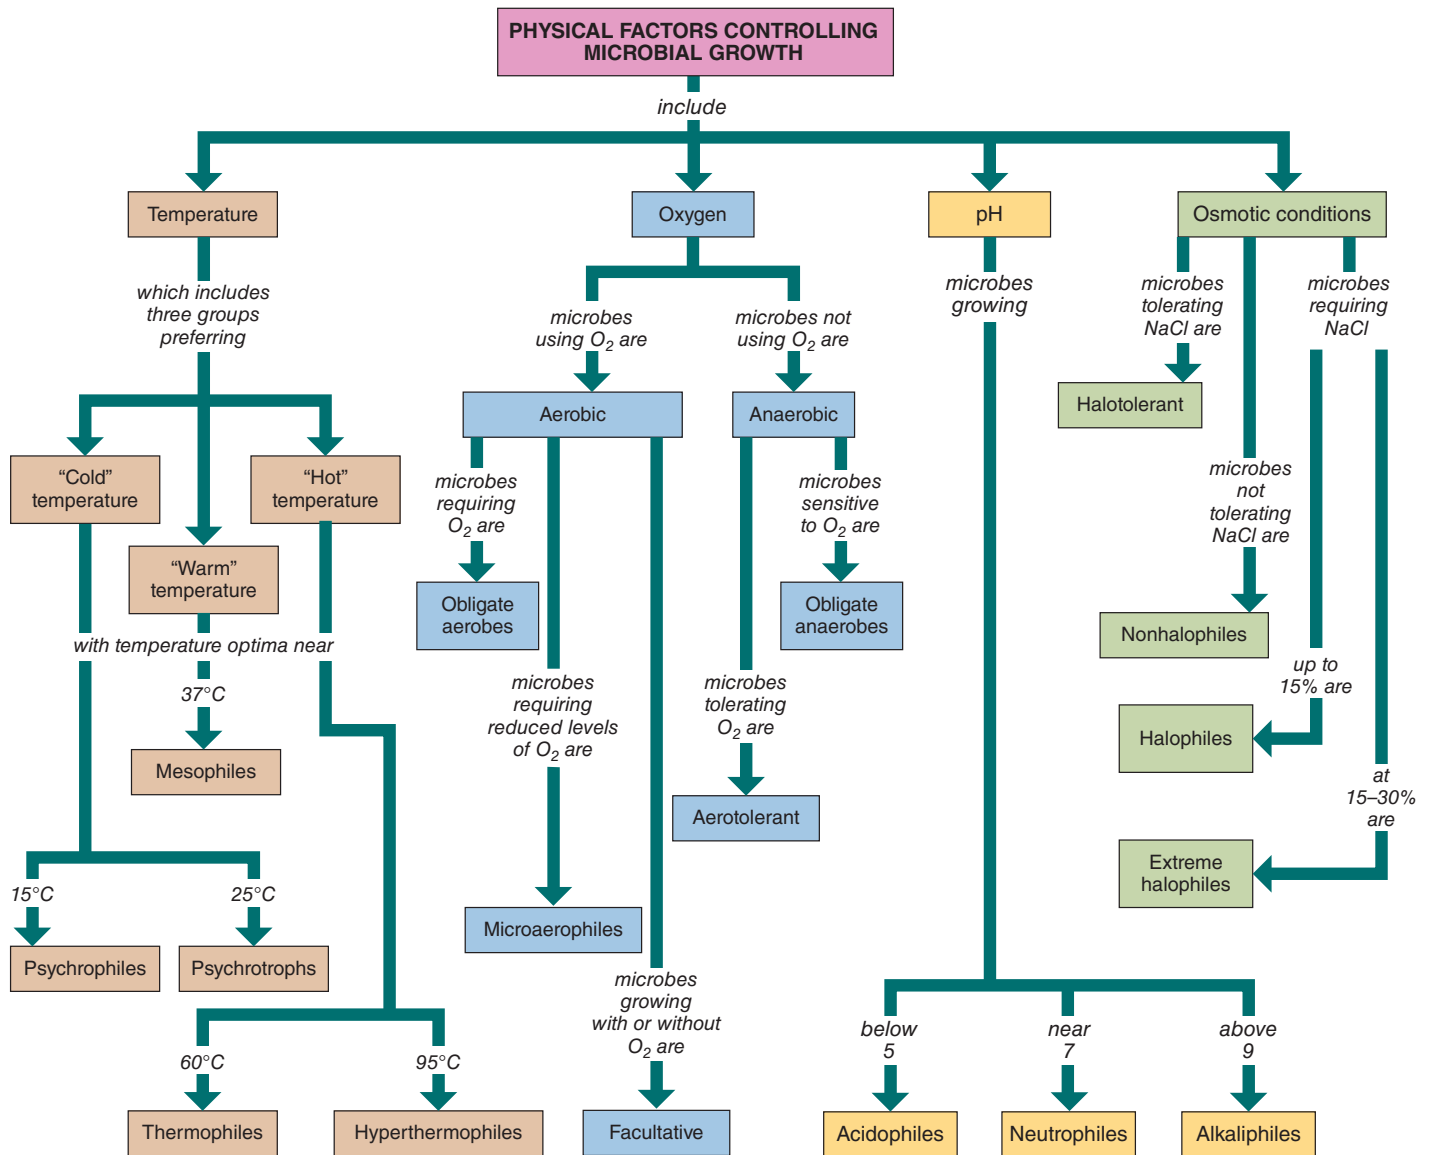 PHYSICAL FACTORS CONTROLLING
MICROBIAL GROWTH
include
Temperature
Oxygen
pH
Osmotic conditions
which includes
three groups
preferring
microbes
using O₂ are
microbes not
using O₂ are
microbes
growing
microbes
tolerating
NaCl are
microbes
requiring
NaCl
Aerobic
Anaerobic
Halotolerant
“Cold”
temperature
“Hot”
temperature
“Warm”
temperature
microbes
requiring
O₂ are
microbes
sensitive
to O₂ are
microbes
not
tolerating
NaCl are
Obligate
aerobes
Obligate
anaerobes
Nonhalophiles
with temperature optima near
37°C
Mesophiles
microbes
requiring
reduced levels
of O₂ are
microbes
tolerating
O₂ are
up to
15% are
Halophiles
at
15–30%
are
Aerotolerant
Extreme
halophiles
15°C
25°C
Psychrophiles
Psychrotrophs
Microaerophiles
microbes
growing
with or without
O₂ are
60°C
95°C
below
5
near
7
above
9
Thermophiles
Hyperthermophiles
Facultative
Acidophiles
Neutrophiles
Alkaliphiles